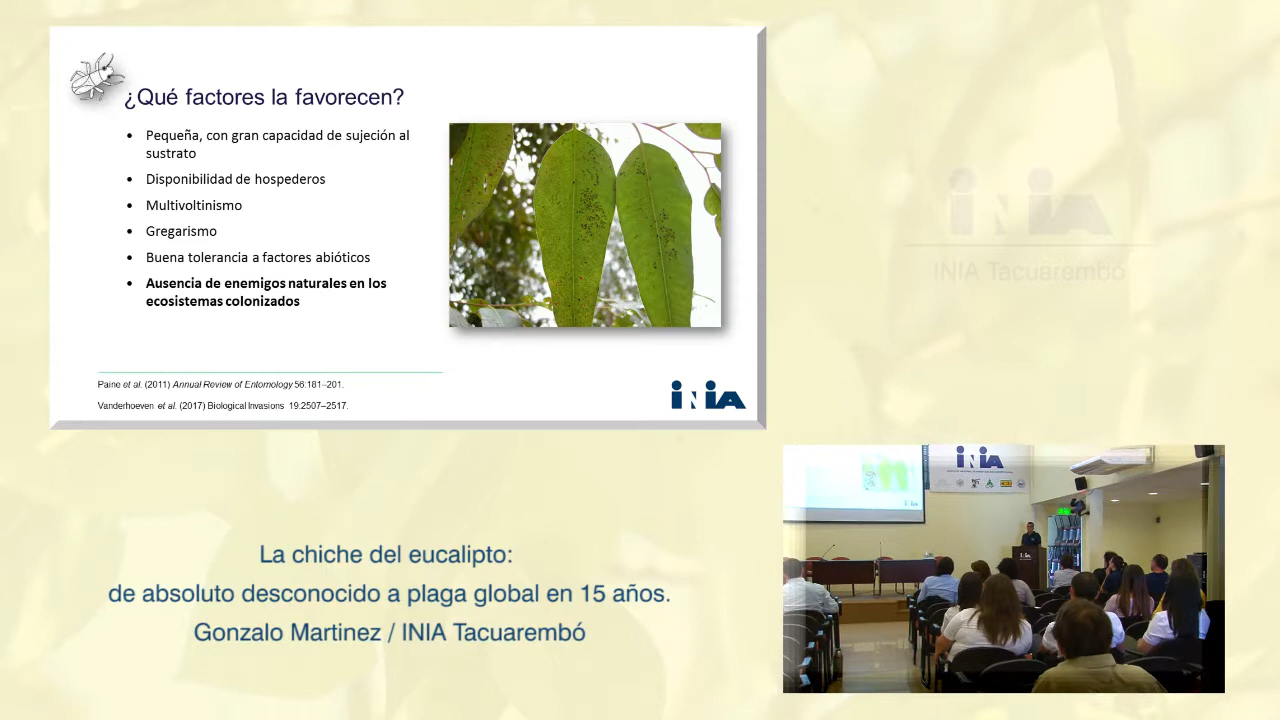 ¿Qué factores la favorecen?
• Pequeña, con gran capacidad de sujeción al
sustrato
• Disponibilidad de hospederos
• Multivoltinismo
• Gregarismo
• Buena tolerancia a factores abióticos
• Ausencia de enemigos naturales en los
ecosistemas colonizados
Paine et al. (2011) Annual Review of Entomology 56:181–201.
Vanderhoeven et al. (2017) Biological Invasions 19:2507–2517.
INIA
INIA
INIA Tacuarembó
INIA
La chiche del eucalipto:
de absoluto desconocido a plaga global en 15 años.
Gonzalo Martinez / INIA Tacuarembó